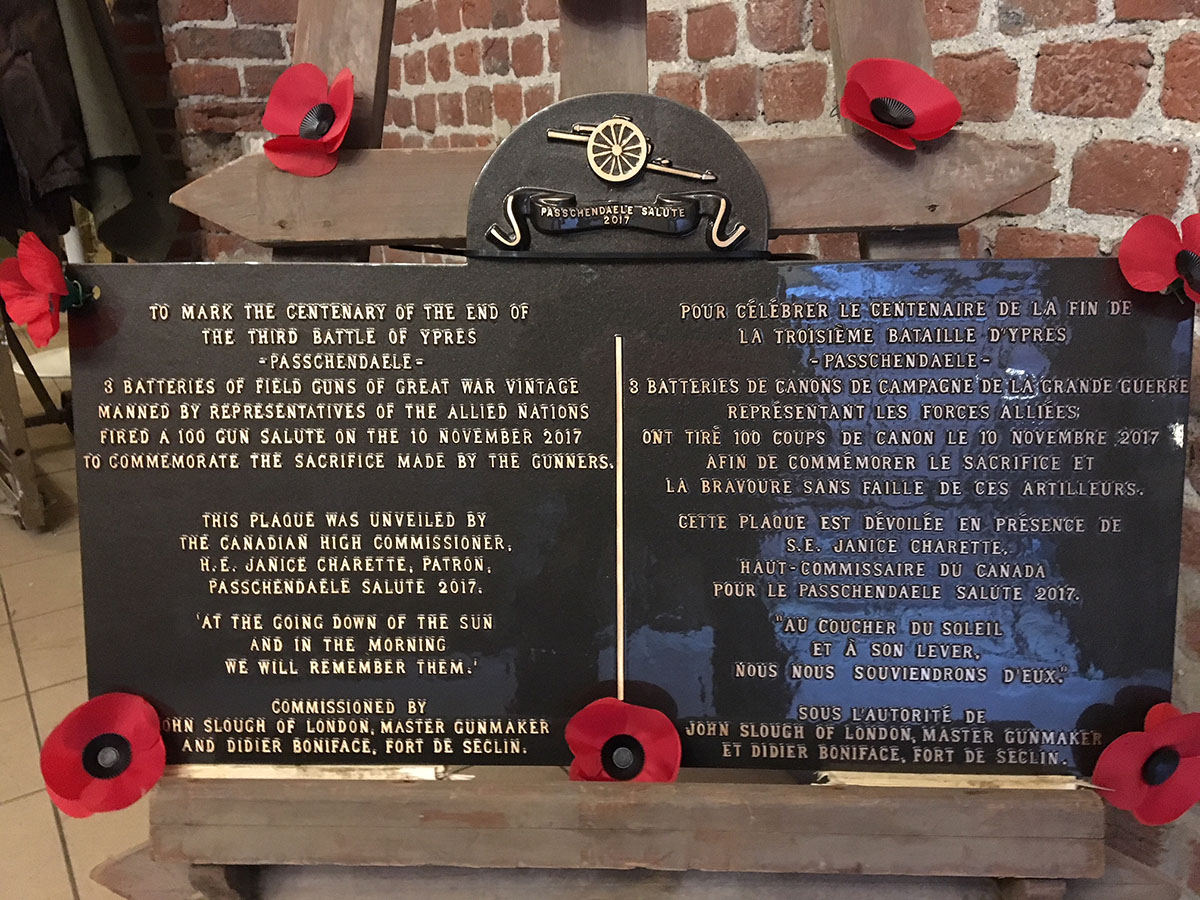 PASSCHENDAELE SALUTE
2017
TO MARK THE CENTENARY OF THE END OF
THE THIRD BATTLE OF YPRES
-PASSCHENDAELE-
3 BATTERIES OF FIELD GUNS OF GREAT WAR VINTAGE
MANNED BY REPRESENTATIVES OF THE ALLIED NATIONS
FIRED A 100 GUN SALUTE ON THE 10 NOVEMBER 2017
TO COMMEMORATE THE SACRIFICE MADE BY THE GUNNERS.
THIS PLAQUE WAS UNVEILED BY
THE CANADIAN HIGH COMMISSIONER,
H.E. JANICE CHARETTE, PATRON,
PASSCHENDAELE SALUTE 2017.
'AT THE GOING DOWN OF THE SUN
AND IN THE MORNING
WE WILL REMEMBER THEM.'
COMMISSIONED BY
JOHN SLOUGH OF LONDON, MASTER GUNMAKER
AND DIDIER BONIFACE, FORT DE SECLIN.
POUR CÉLÉBRER LE CENTENAIRE DE LA FIN DE
LA TROISIÈME BATAILLE D'YPRES
-PASSCHENDAELE-
3 BATTERIES DE CANONS DE CAMPAGNE DE LA GRANDE GUERRE
REPRÉSENTANT LES FORCES ALLIÉES
ONT TIRÉ 100 COUPS DE CANON LE 10 NOVEMBRE 2017
AFIN DE COMMÉMORER LE SACRIFICE ET
LA BRAVOURE SANS FAILLE DE CES ARTILLEURS.
CETTE PLAQUE EST DÉVOILÉE EN PRÉSENCE DE
S.E. JANICE CHARETTE,
HAUT-COMMISSAIRE DU CANADA
POUR LE PASSCHENDAELE SALUTE 2017.
"AU COUCHER DU SOLEIL
ET À SON LEVER,
NOUS NOUS SOUVIENDRONS D'EUX."
SOUS L'AUTORITÉ DE
JOHN SLOUGH OF LONDON, MASTER GUNMAKER
ET DIDIER BONIFACE, FORT DE SECLIN.